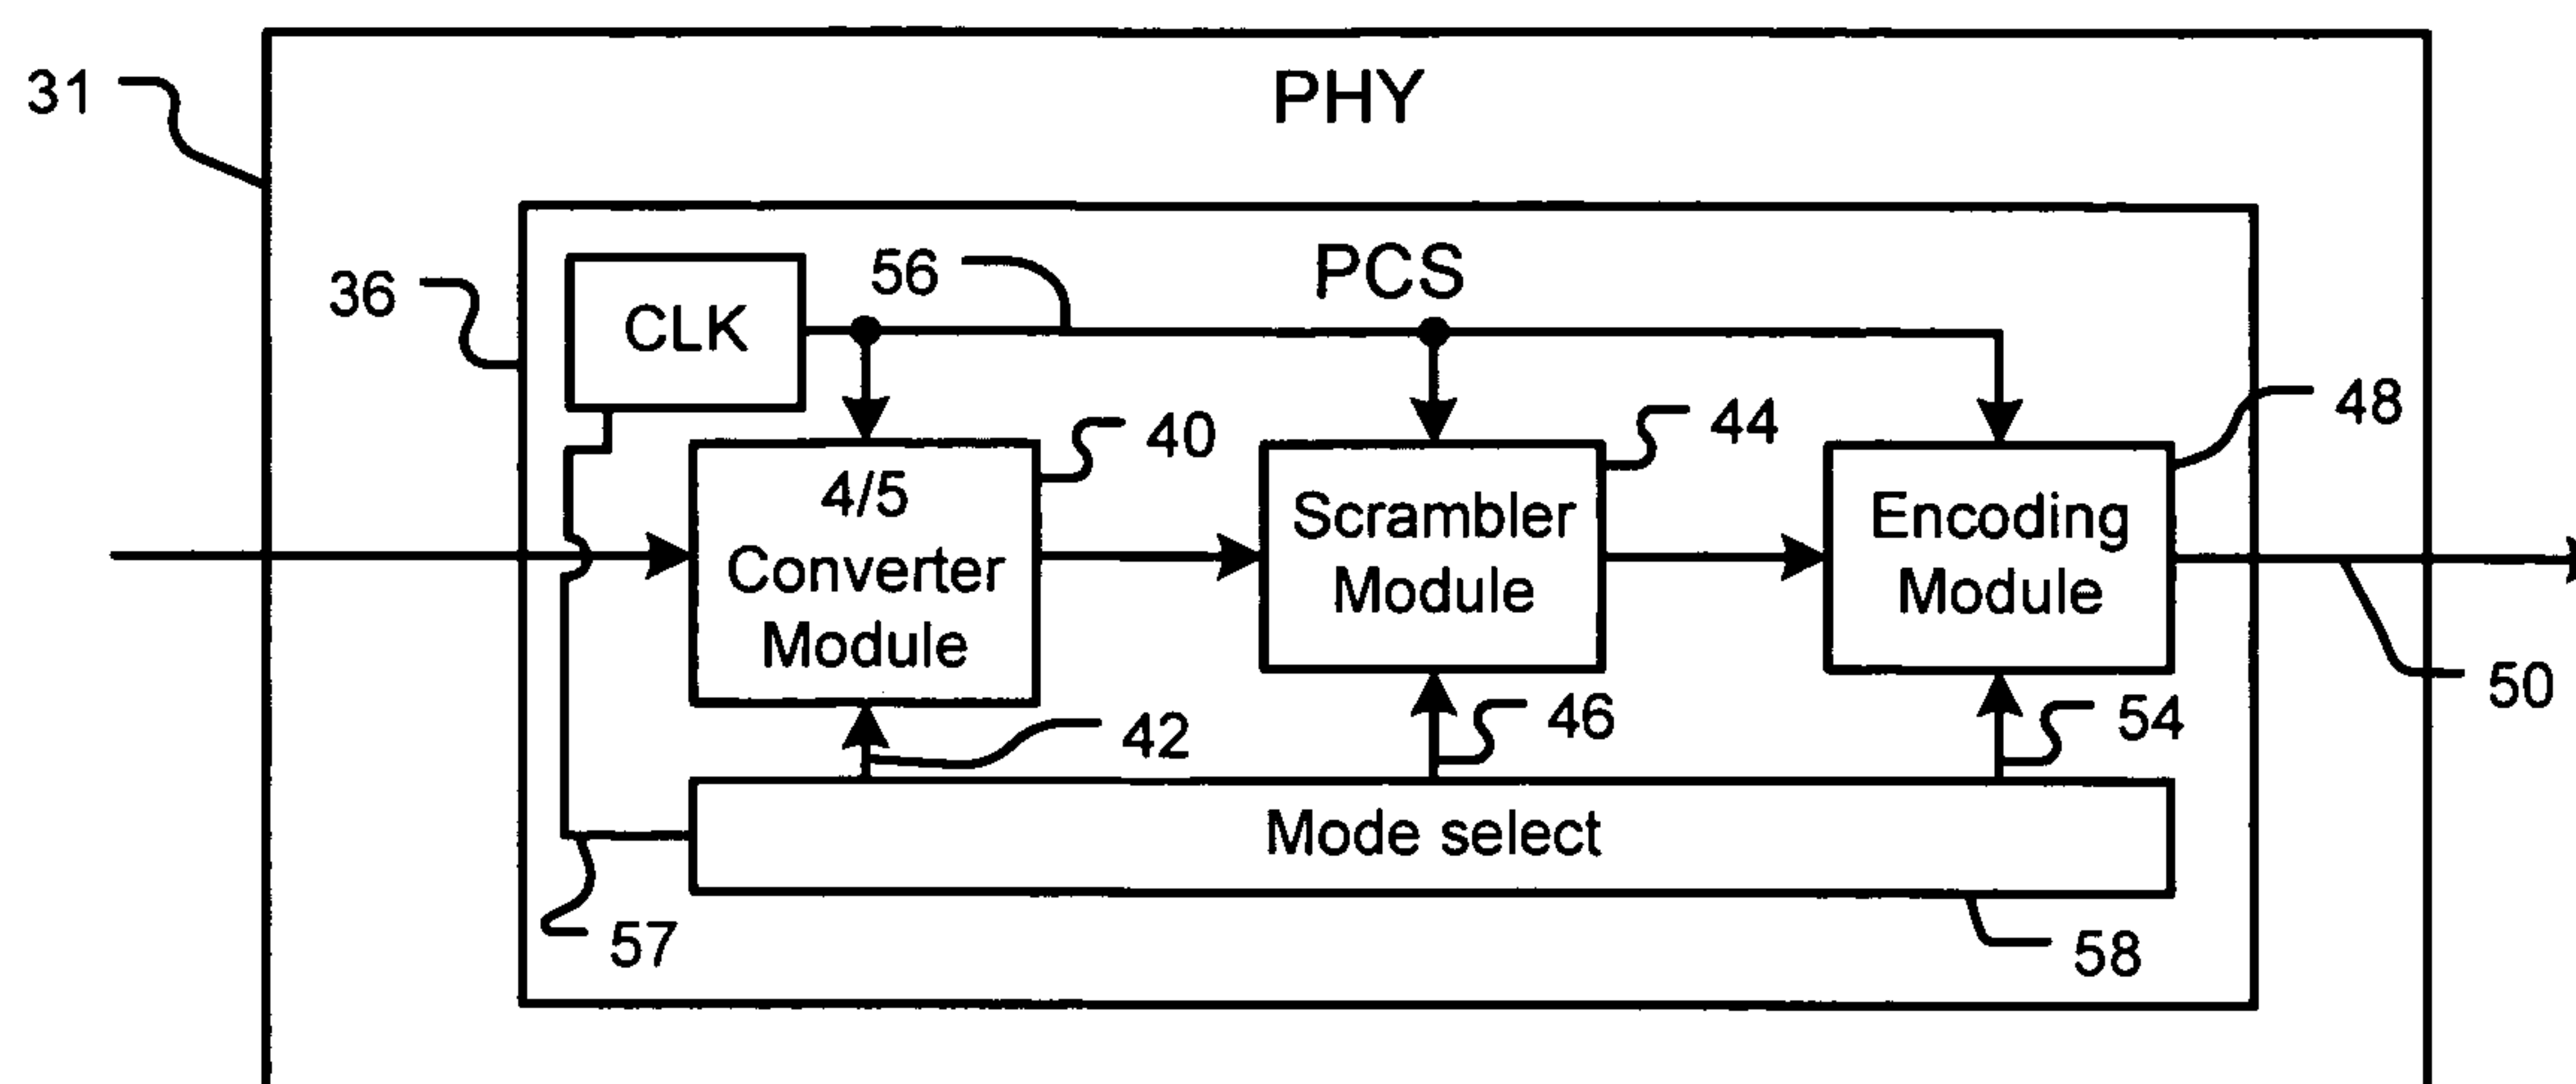 PHY
31
PCS
56
36
CLK
48
40
44
4/5
Converter
Module
Scrambler
Module
Encoding
Module
50
42
46
54
Mode select
57
58